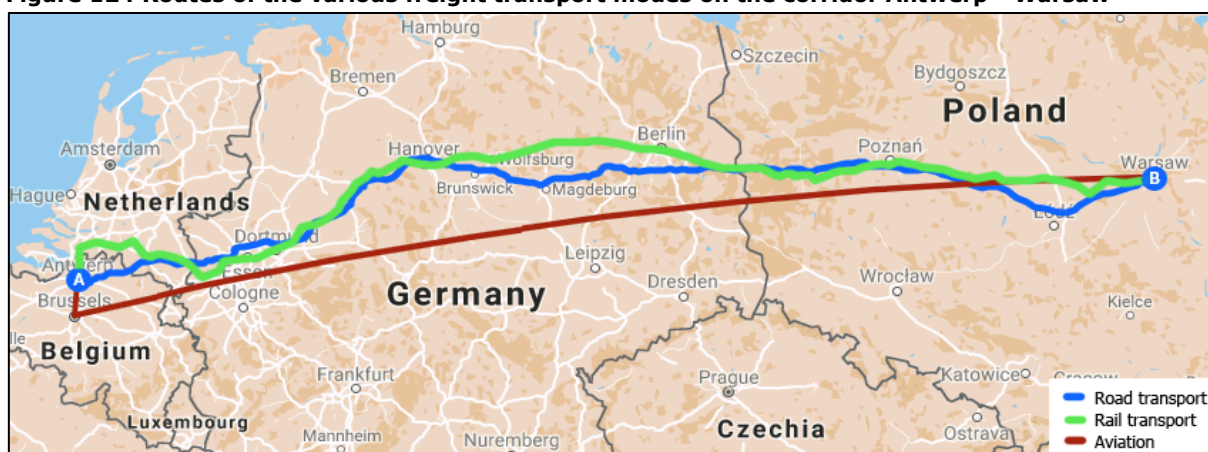 Hamburg
Szczecin
Bremen
Bydgoszcz
Poland
Amsterdam
Hanover
Berlin
Wolfsburg
Poznań
Warsaw
B
Hague
Netherlands
Brunswick
Magdeburg
Dortmund
Łódź
Antwerp
A
Essen
Leipzig
Brussels
Cologne
Germany
Dresden
Wrocław
Kielce
lle
Belgium
Frankfurt
Prague
Katowice
Road transport
Luxembourg
Rail transport
Mannheim
Nuremberg
Czechia
Ostrava
Aviation